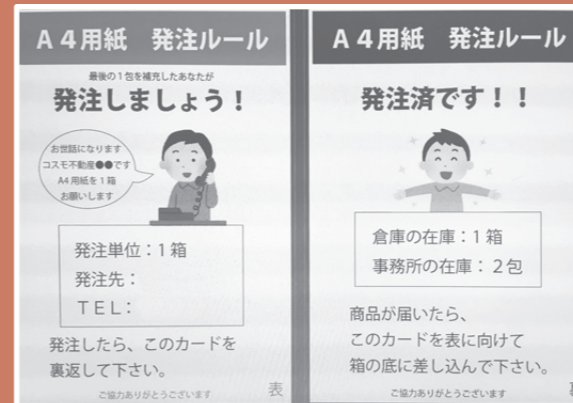 A4用紙 発注ルール
最後の1包を補充したあなたが
発注しましょう!
お世話になります
コスモ不動産●●です
A4用紙を1箱
お願いします
発注単位:1箱
発注先:
TEL:
発注したら、このカードを
裏返して下さい。
ご協力ありがとうございます
表
A4用紙 発注ルール
発注済です!!
倉庫の在庫:1箱
事務所の在庫:2包
商品が届いたら、
このカードを表に向けて
箱の底に差し込んで下さい。
ご協力ありがとうございます